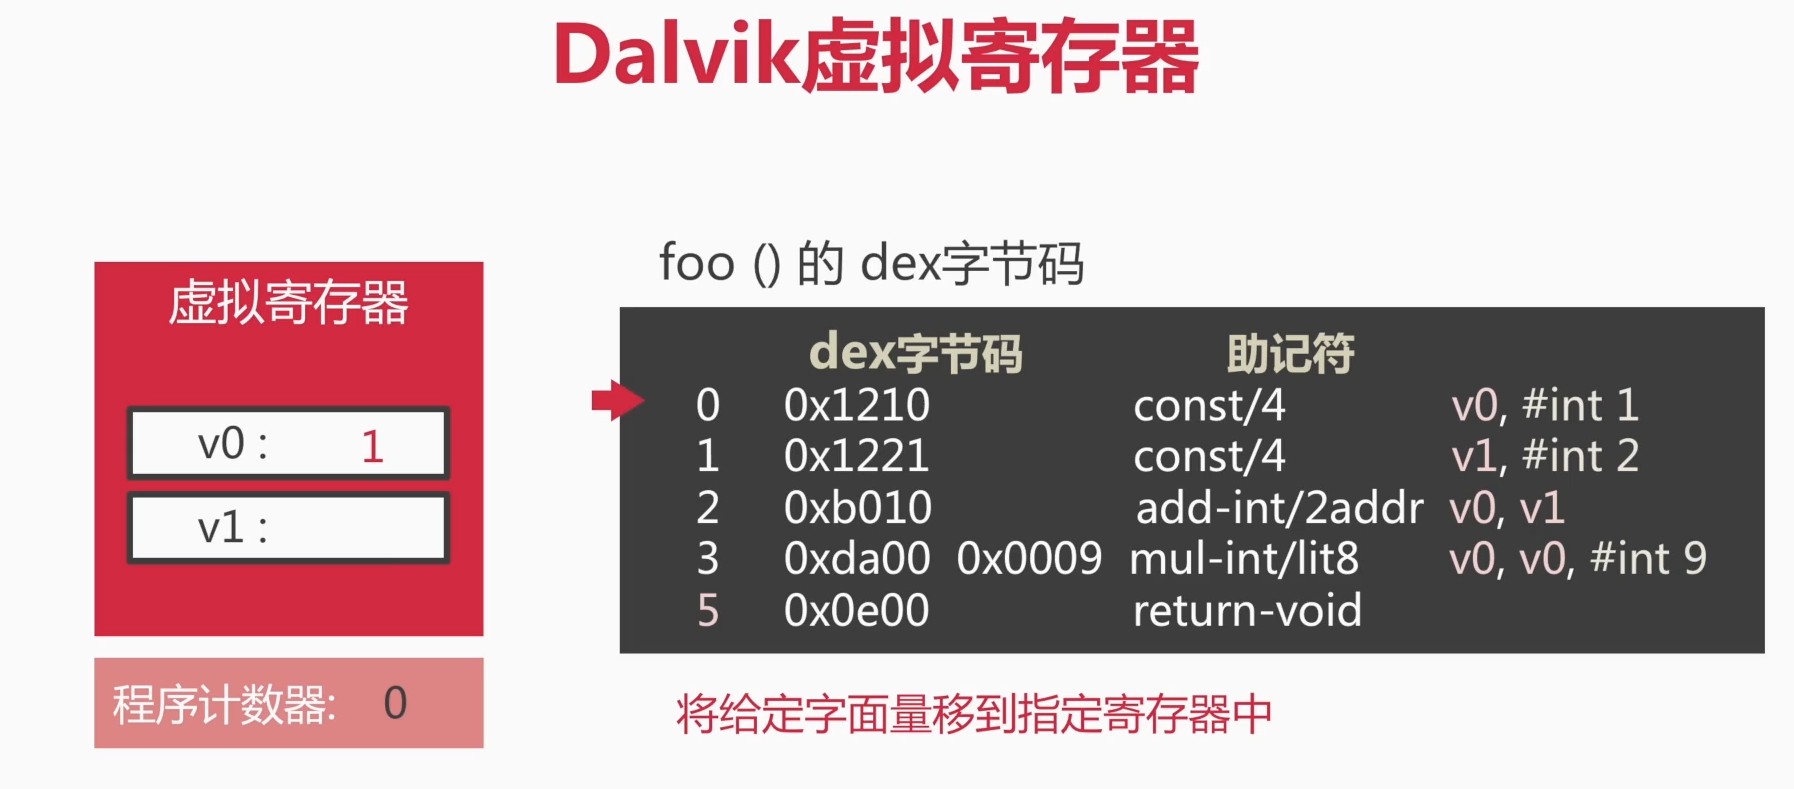 Dalvik虚拟寄存器
foo () 的 dex字节码
虚拟寄存器
v0 : 1
v1 :
程序计数器: 0
dex字节码 助记符
0 0x1210 const/4 v0, #int 1
1 0x1221 const/4 v1, #int 2
2 0xb010 add-int/2addr v0, v1
3 0xda00 0x0009 mul-int/lit8 v0, v0, #int 9
5 0x0e00 return-void
将给定字面量移到指定寄存器中